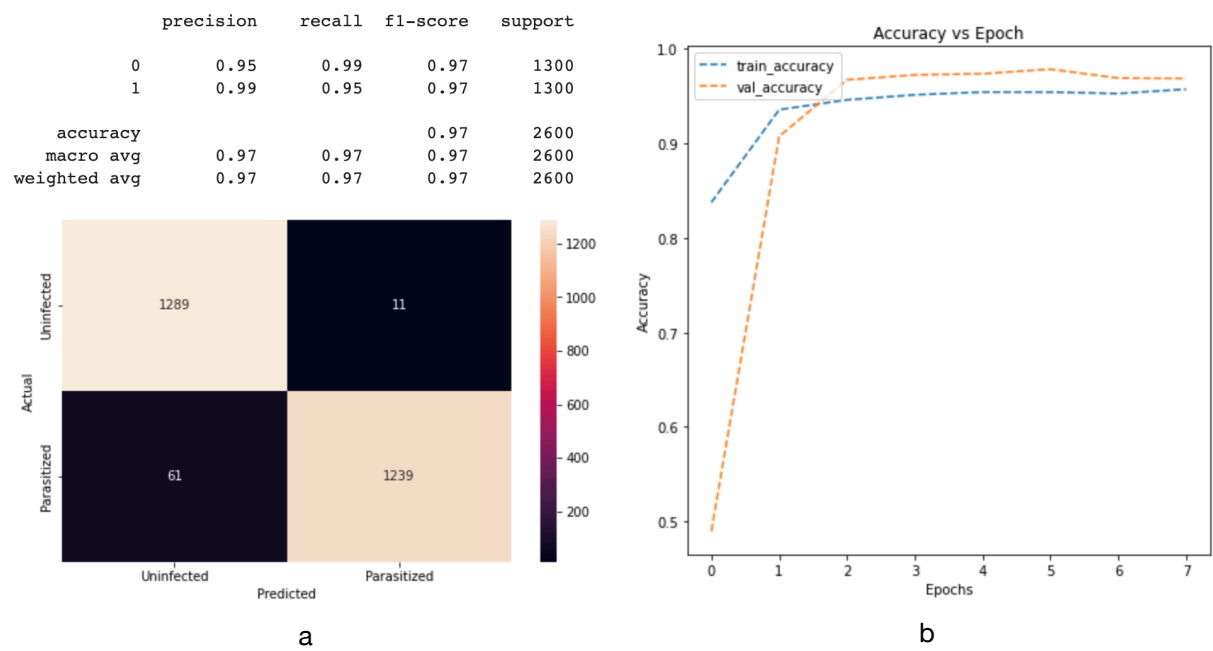 precision recall f1-score support
0 0.95 0.99 0.97 1300
1 0.99 0.95 0.97 1300
accuracy 0.97 2600
macro avg 0.97 0.97 0.97 2600
weighted avg 0.97 0.97 0.97 2600
Actual
Uninfected
Parasitized
1289
11
61
1239
Uninfected
Parasitized
Predicted
1200
1000
800
600
400
200
a
Accuracy vs Epoch
train_accuracy
val_accuracy
Accuracy
1.0
0.9
0.8
0.7
0.6
0.5
0 1 2 3 4 5 6 7
Epochs
b